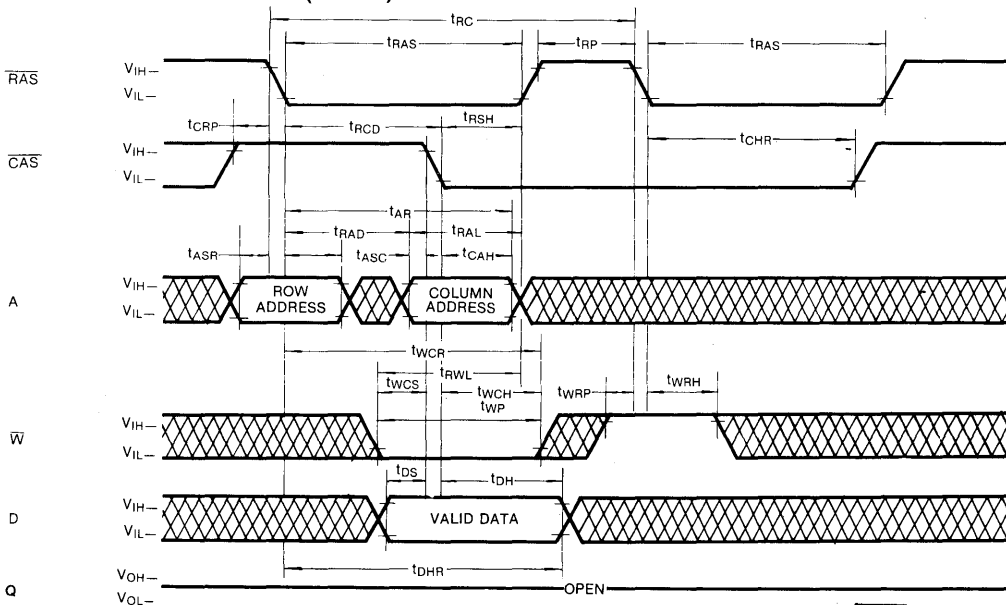 tRC
tRAS tRP tRAS
RAS
VIH–
VIL–
tCRP tRCD tRSH tCHR
CAS
VIH–
VIL–
tAR
tRAD tRAL
tASR tASC tCAH
A
VIH–
VIL–
ROW ADDRESS
COLUMN ADDRESS
tWCR
tRWL
tWCS tWCH tWRP tWRH
tWP
W
VIH–
VIL–
tDS tDH
D
VIH–
VIL–
VALID DATA
tDHR
Q
VOH–
VOL–
OPEN